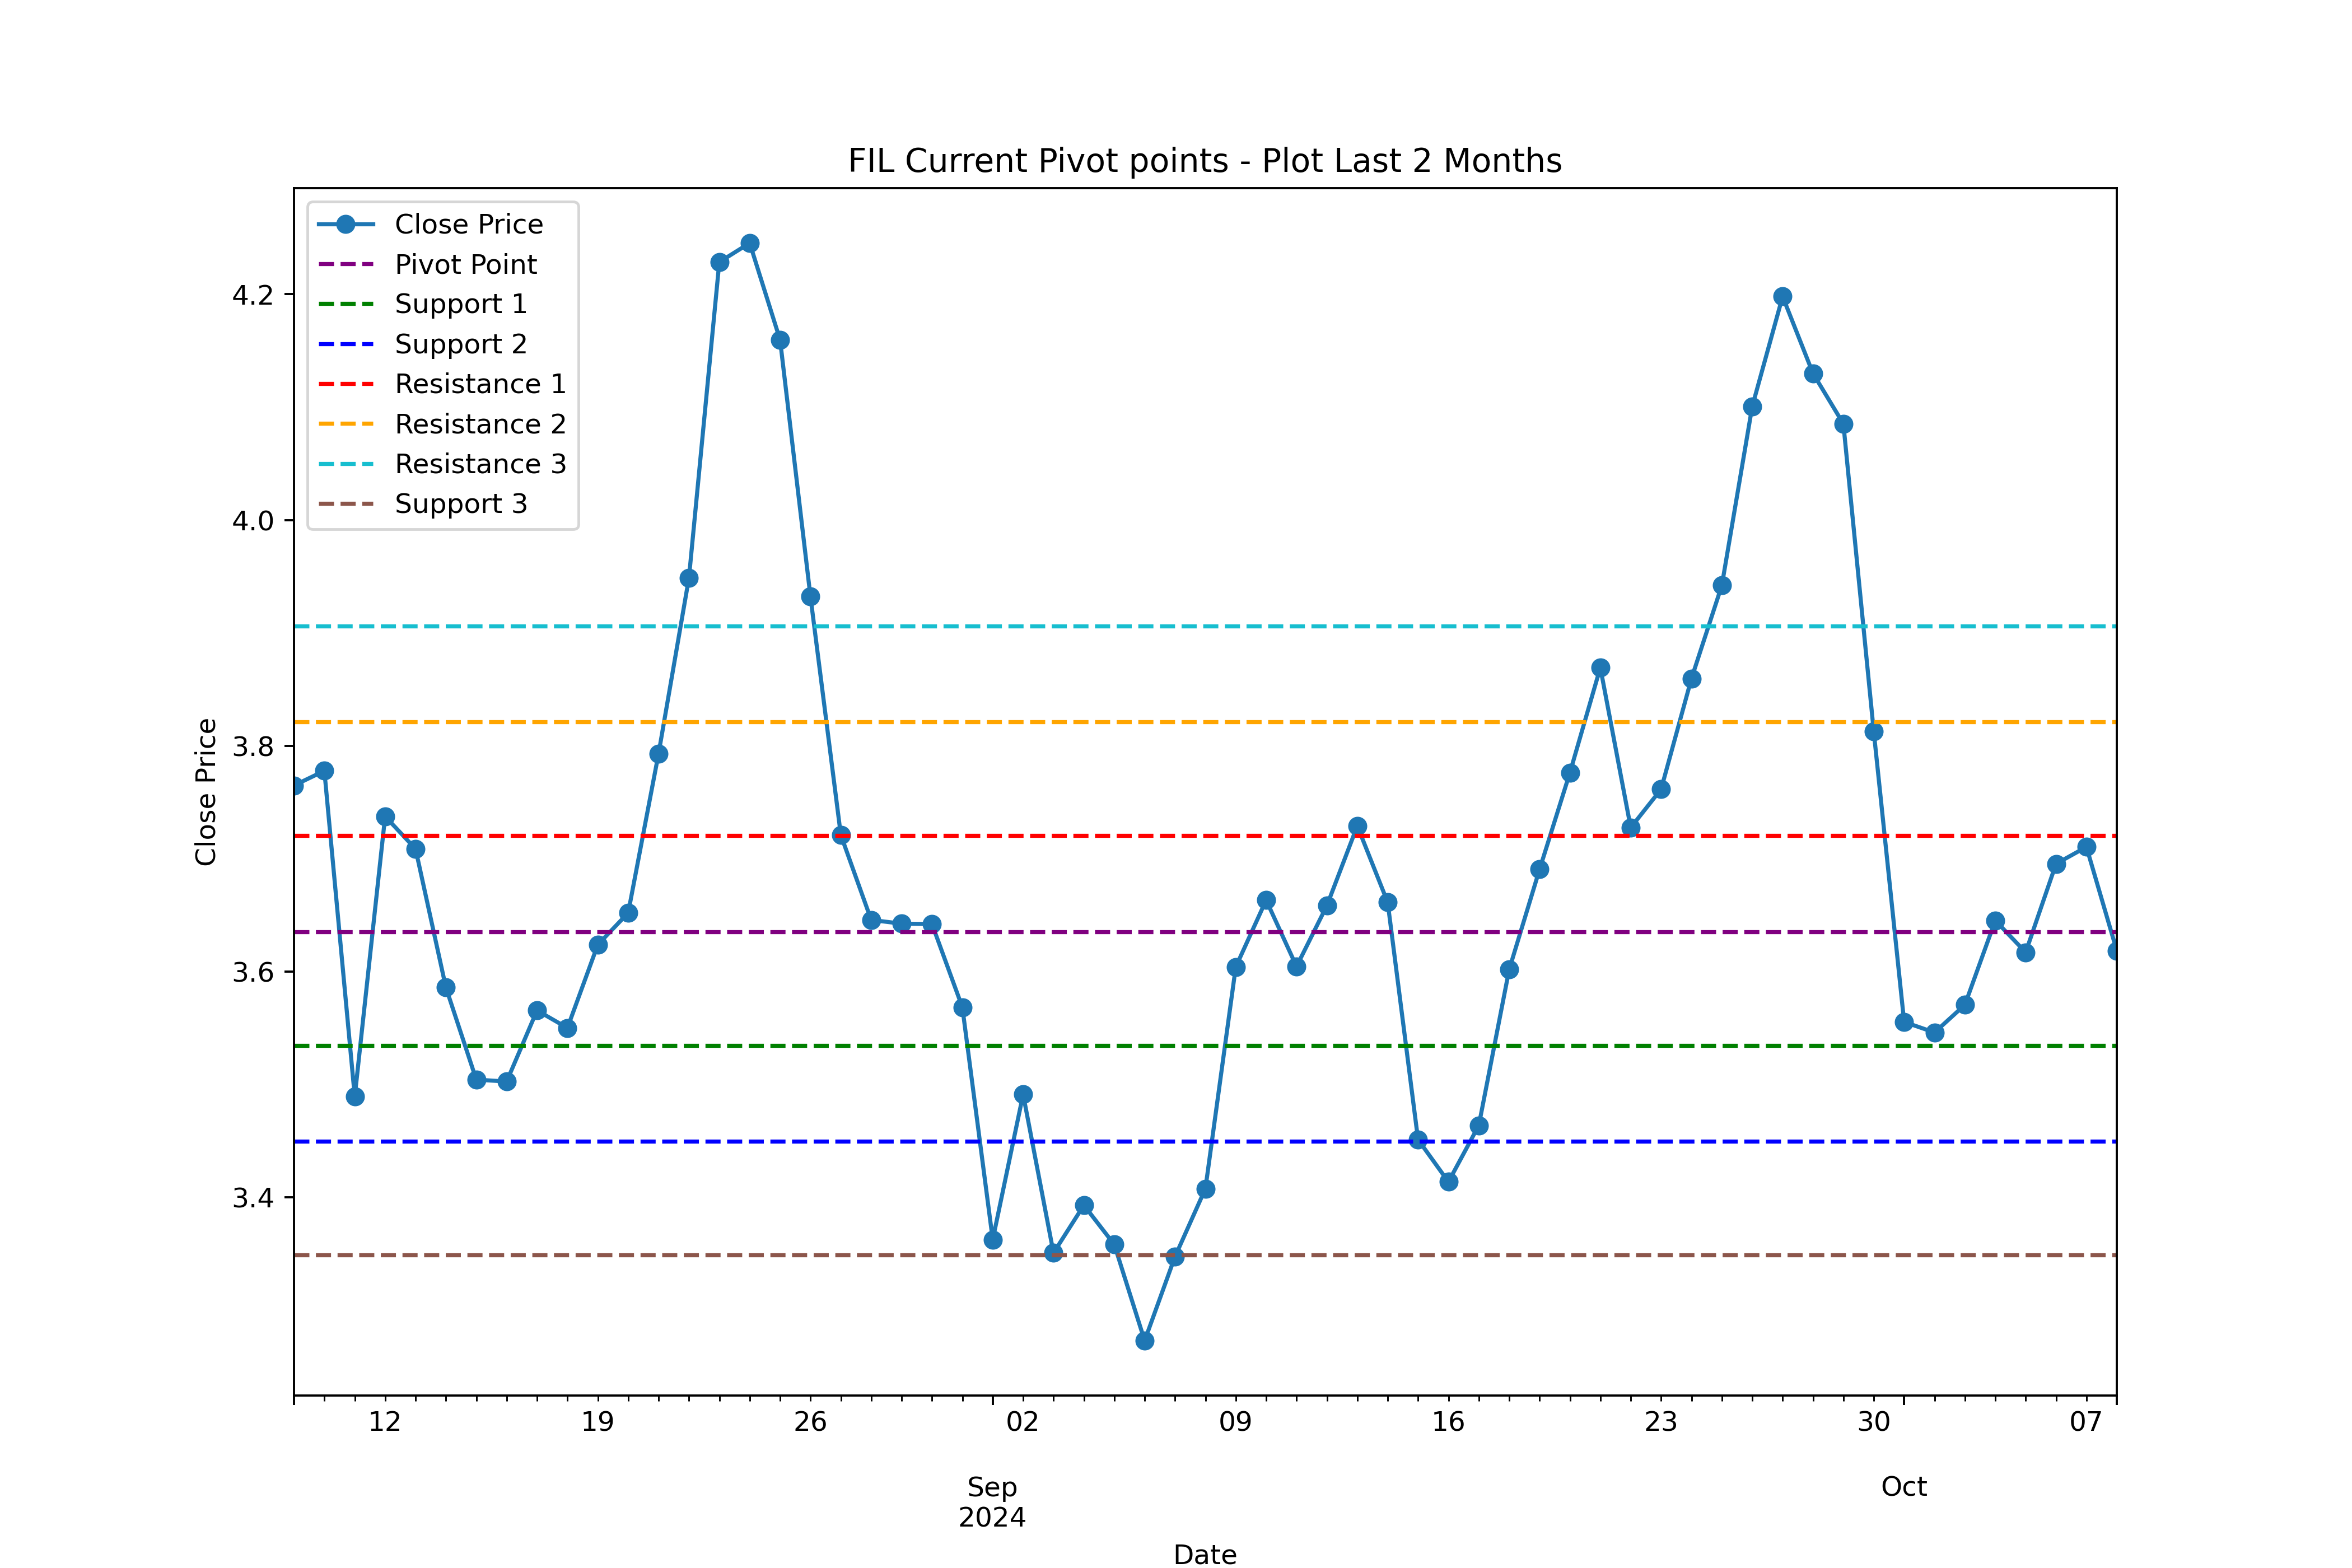 FIL Current Pivot points - Plot Last 2 Months
Close Price
Pivot Point
Support 1
Support 2
Resistance 1
Resistance 2
Resistance 3
Support 3
4.2
4.0
3.8
3.6
3.4
Close Price
12 19 26 02 09 16 23 30 07
Sep Oct
2024
Date